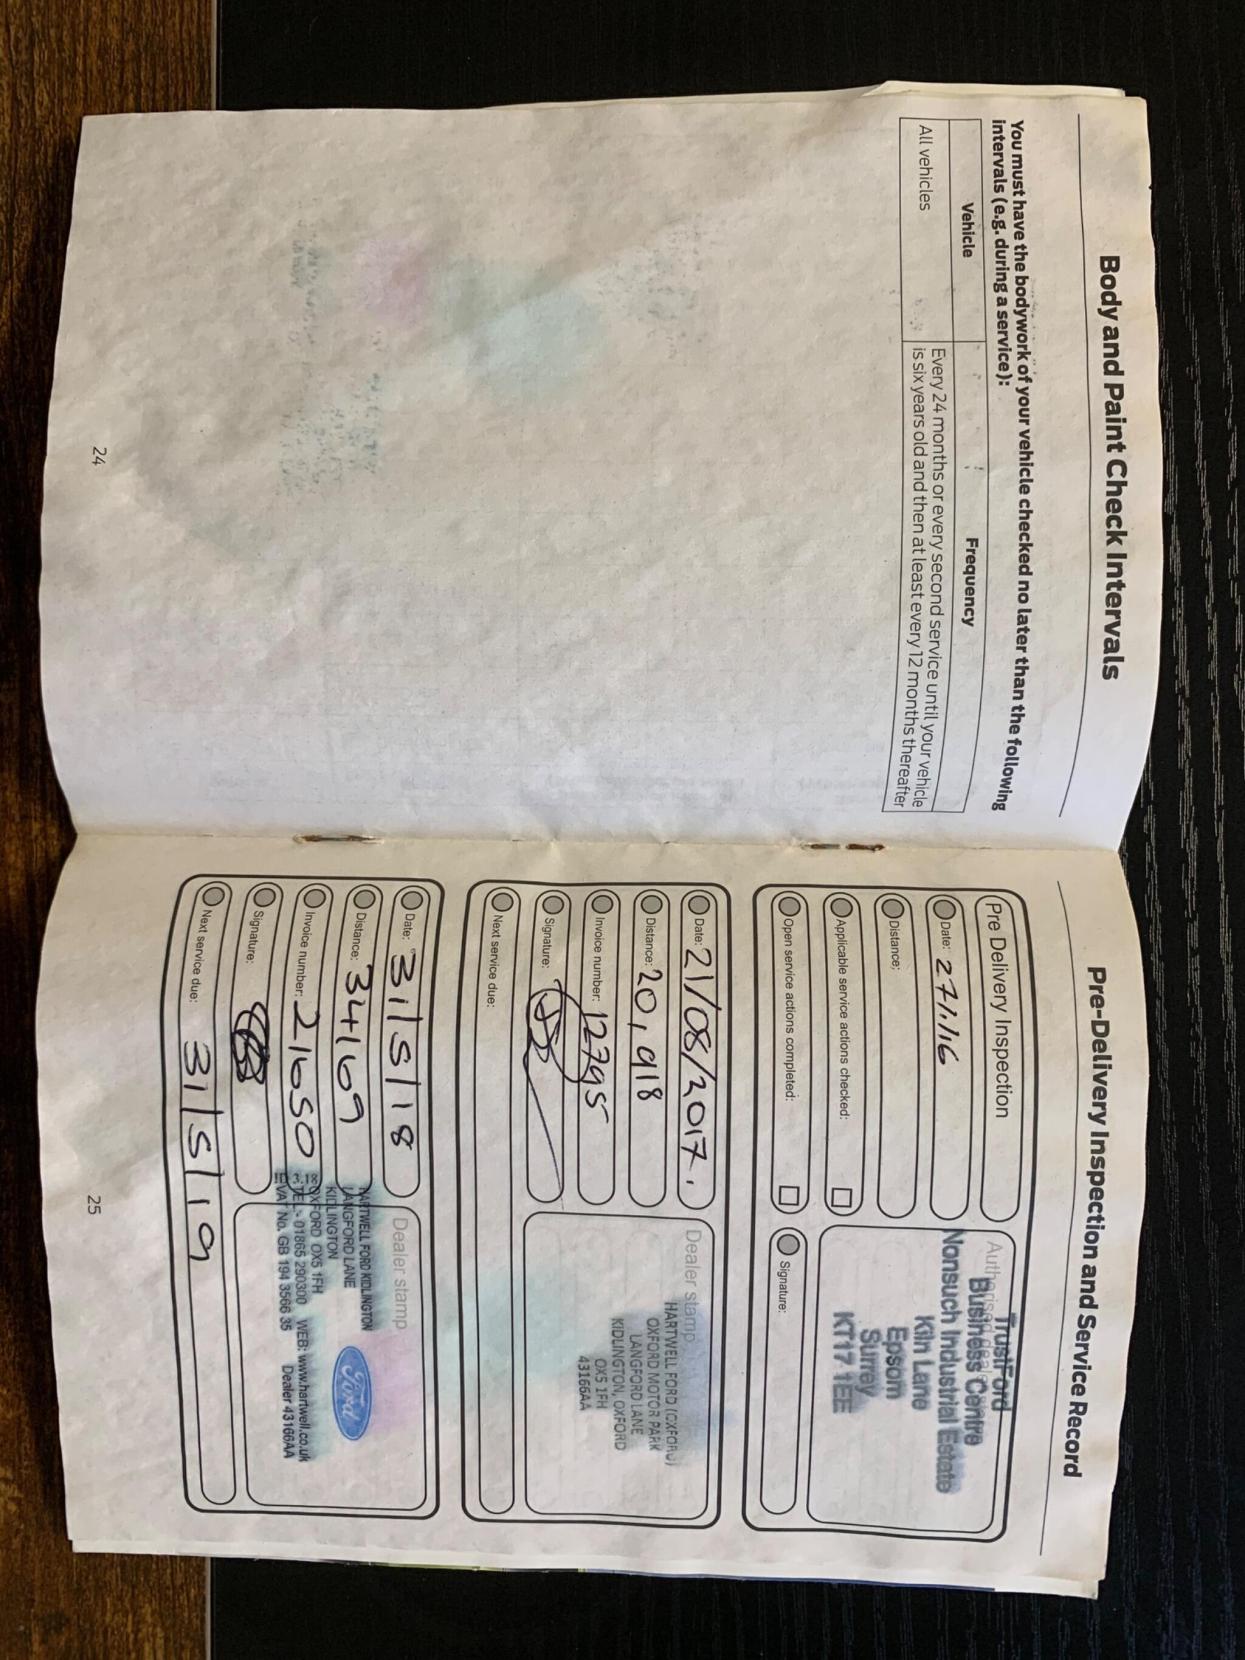 Body and Paint Check Intervals
You must have the bodywork of your vehicle checked no later than the following
intervals (e.g. during a service):
Vehicle Frequency
All vehicles Every 24 months or every second service until your vehicle
is six years old and then at least every 12 months thereafter
24
Pre-Delivery Inspection and Service Record
Pre Delivery Inspection
Date: 27/1/16
Distance:
Applicable service actions checked:
Open service actions completed:
Authorised dealer
TrustFord
Business Centre
Nonsuch Industrial Estate
Kiln Lane
Epsom
Surrey
KT17 1EE
Signature:
Date: 21/08/2017.
Distance: 20,918
Invoice number: 12795
Signature:
Next service due:
Dealer stamp
HARTWELL FORD (OXFORD)
OXFORD MOTOR PARK
LANGFORD LANE
KIDLINGTON, OXFORD
OX5 1FH
43166AA
Date: 31/5/18
Distance: 34169
Invoice number: 21650
Signature:
Next service due: 31/5/19
Dealer stamp
HARTWELL FORD KIDLINGTON
LANGFORD LANE
KIDLINGTON
OXFORD OX5 1FH
TEL:- 01865 290300 WEB: www.hartwell.co.uk
VAT No. GB 194 3566 35 Dealer 43166AA
Ford
25